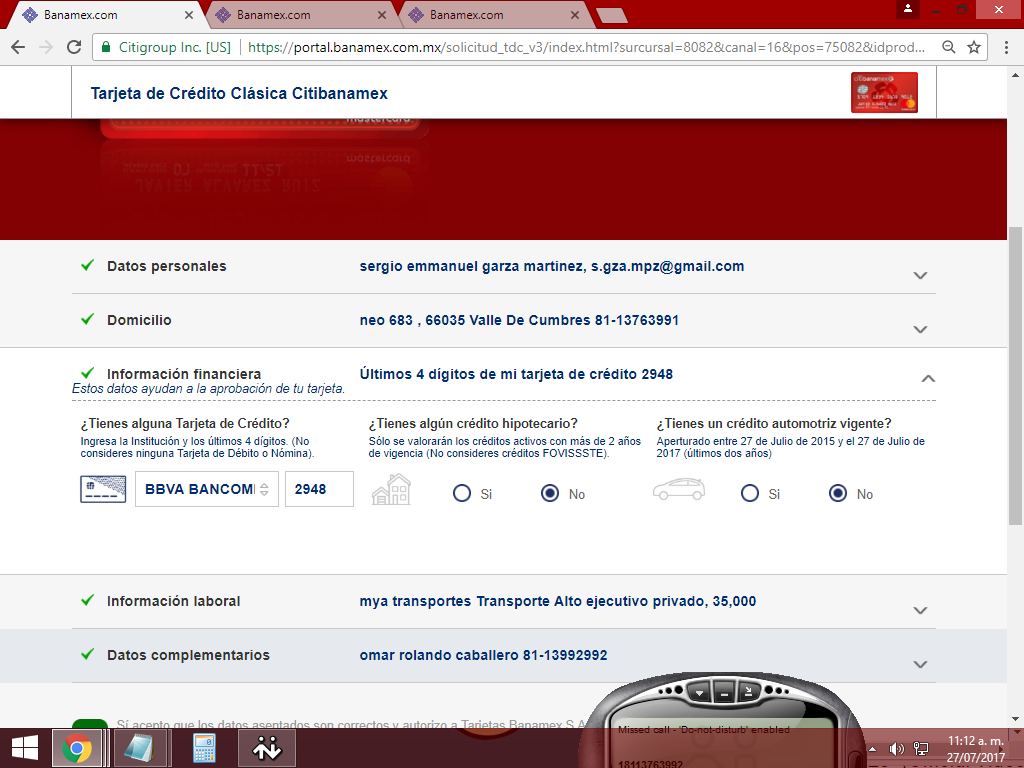 Banamex.com
Banamex.com
Banamex.com
Citigroup Inc. [US]
https://portal.banamex.com.mx/solicitud_tdc_v3/index.html?surcursal=8082&canal=16&pos=75082&idprod...
Tarjeta de Crédito Clásica Citibanamex
Datos personales
sergio emmanuel garza martinez, s.gza.mpz@gmail.com
Domicilio
neo 683 , 66035 Valle De Cumbres 81-13763991
Información financiera
Últimos 4 dígitos de mi tarjeta de crédito 2948
Estos datos ayudan a la aprobación de tu tarjeta.
¿Tienes alguna Tarjeta de Crédito?
Ingresa la Institución y los últimos 4 dígitos. (No
consideres ninguna Tarjeta de Débito o Nómina).
BBVA BANCOM
2948
¿Tienes algún crédito hipotecario?
Sólo se valorarán los créditos activos con más de 2 años
de vigencia (No consideres créditos FOVISSSTE).
Si
No
¿Tienes un crédito automotriz vigente?
Aperturado entre 27 de Julio de 2015 y el 27 de Julio de
2017 (últimos dos años)
Si
No
Información laboral
mya transportes Transporte Alto ejecutivo privado, 35,000
Datos complementarios
omar rolando caballero 81-13992992
Sí acepto que los datos asentados son correctos y autorizo a Tarjetas Banamex S.A
Missed call - 'Do-not-disturb' enabled
18113763992
11:12 a. m.
27/07/2017